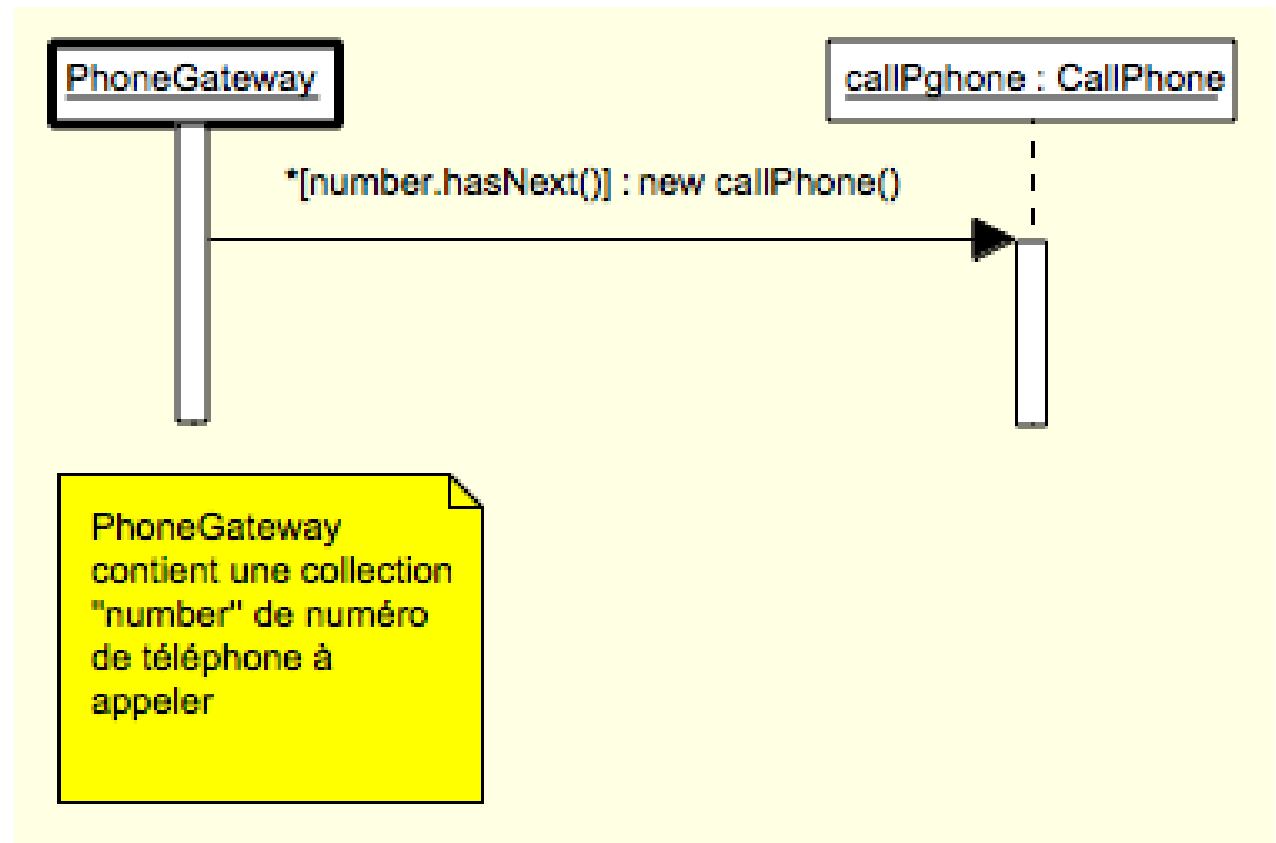 PhoneGateway
callPghone : CallPhone
*[number.hasNext()] : new callPhone()
PhoneGateway
contient une collection
"number" de numéro
de téléphone à
appeler